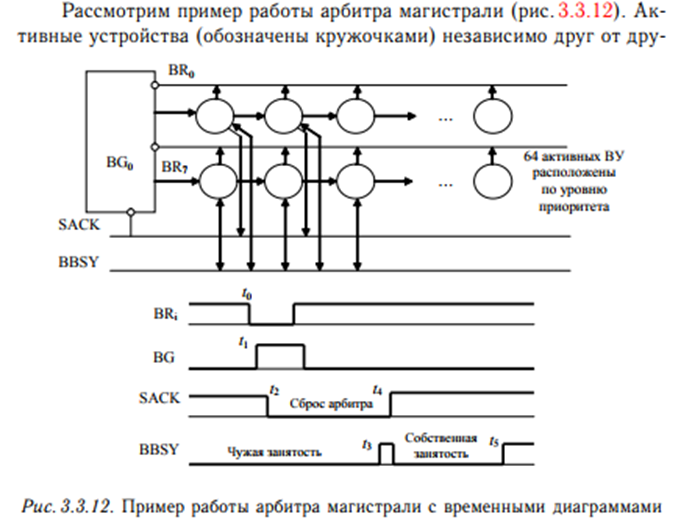 Рассмотрим пример работы арбитра магистрали (рис. 3.3.12). Ак-
тивные устройства (обозначены кружочками) независимо друг от дру-
BR₀
BG₀
BR₇
...
...
64 активных ВУ
расположены
по уровню
приоритета
SACK
BBSY
t₀
BRᵢ
t₁
BG
SACK
t₂
Сброс арбитра
t₄
BBSY
Чужая занятость
t₃
Собственная
занятость
t₅
Рис. 3.3.12. Пример работы арбитра магистрали с временными диаграммами